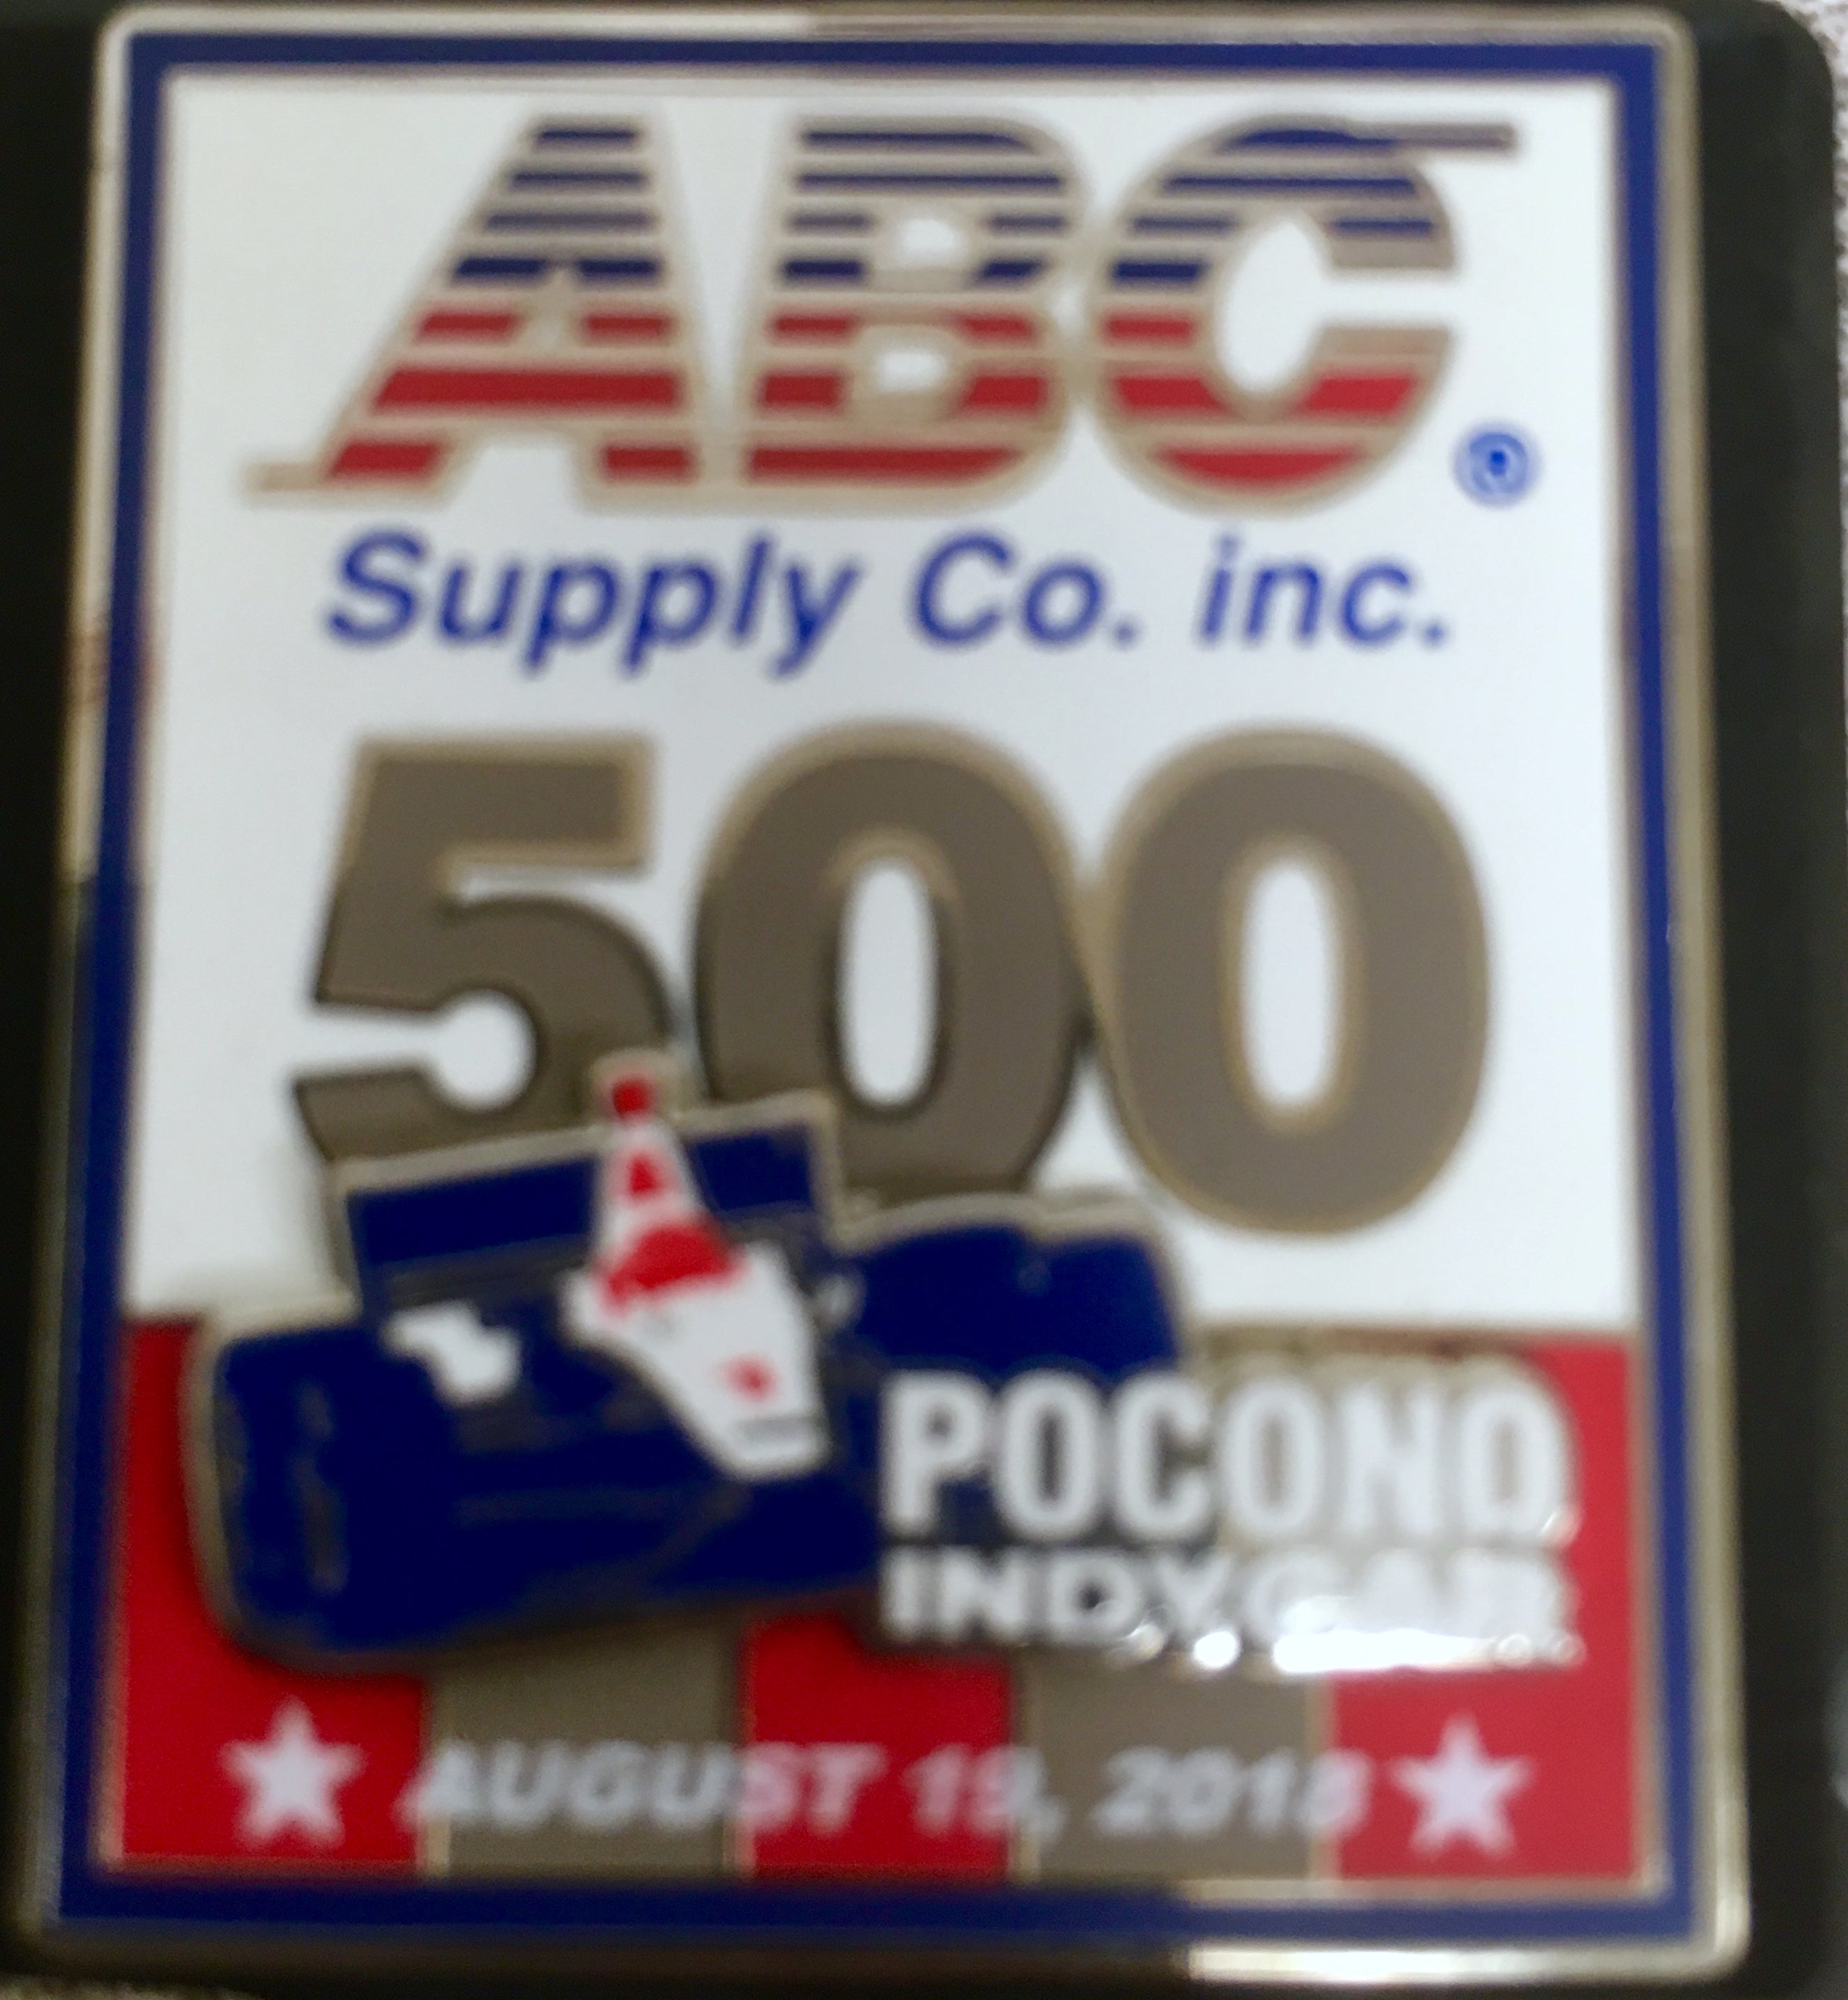 ABC®
Supply Co. inc.
500
POCONO
INDYCAR
AUGUST 19, 2018